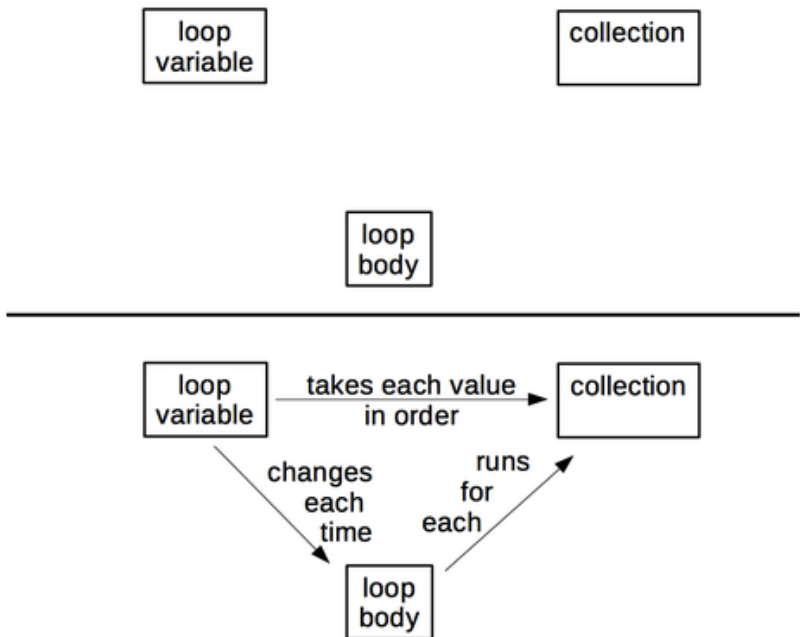 loop
variable
collection
loop
body
loop
variable
takes each value
in order
collection
changes
each
time
runs
for
each
loop
body